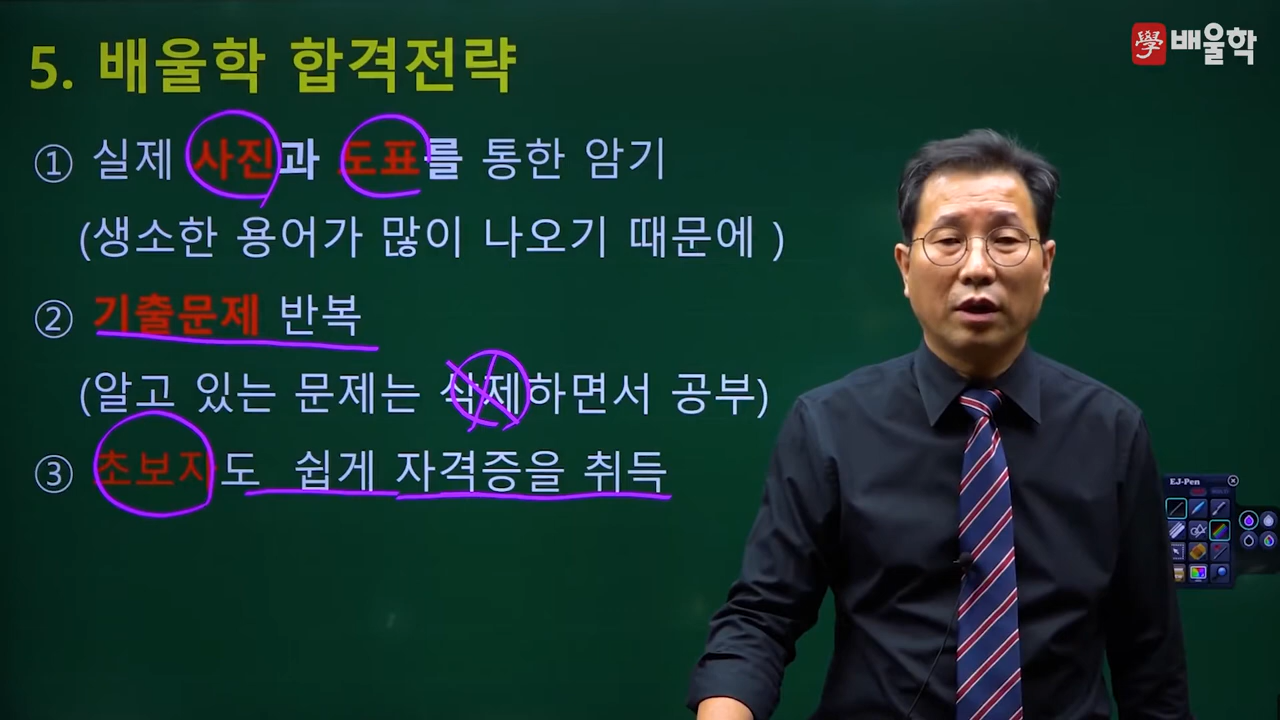 5. 배울학 합격전략
學 배울학
① 실제 사진과 도표를 통한 암기
(생소한 용어가 많이 나오기 때문에 )
② 기출문제 반복
(알고 있는 문제는 삭제하면서 공부)
③ 초보자도 쉽게 자격증을 취득
EJ-Pen